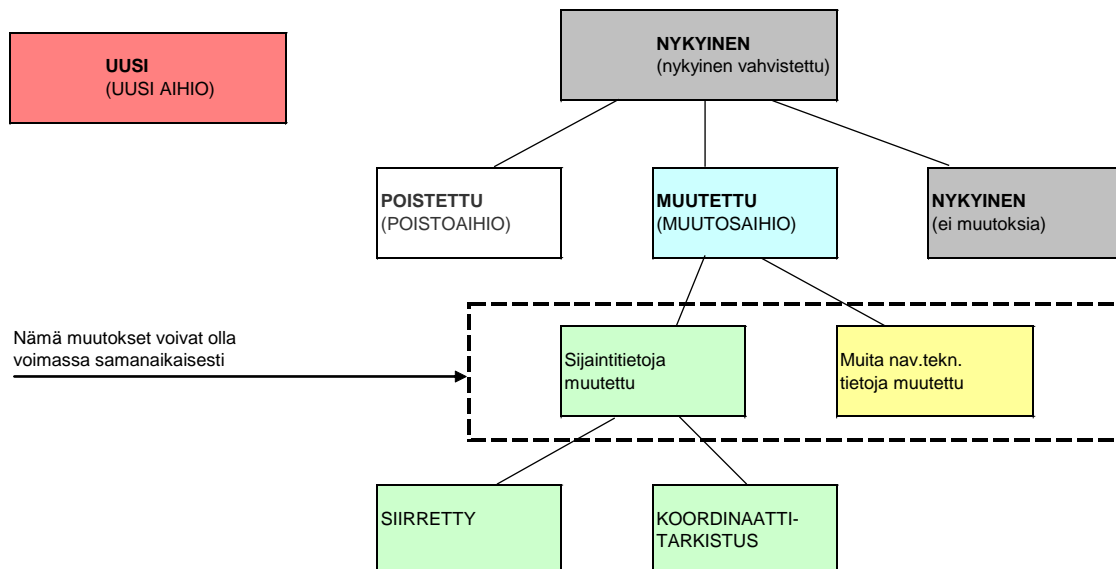 UUSI
(UUSI AIHIO)
NYKYINEN
(nykyinen vahvistettu)
POISTETTU
(POISTOAIHIO)
MUUTETTU
(MUUTOSAIHIO)
NYKYINEN
(ei muutoksia)
Nämä muutokset voivat olla
voimassa samanaikaisesti
Sijaintitietoja
muutettu
Muita nav.tekn.
tietoja muutettu
SIIRRETTY
KOORDINAATTI-
TARKISTUS